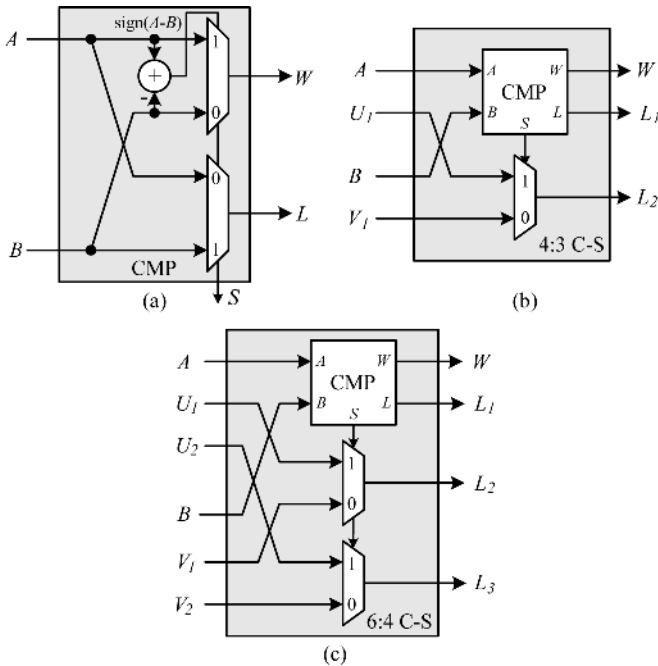 sign(A-B)
A
1
+
-
W
0
0
L
B
1
CMP
S
(a)
A
A
W
W
CMP
U1
B
L
L1
S
B
1
L2
V1
0
4:3 C-S
(b)
A
A
W
W
CMP
U1
B
L
L1
S
U2
1
L2
B
0
V1
1
L3
V2
0
6:4 C-S
(c)